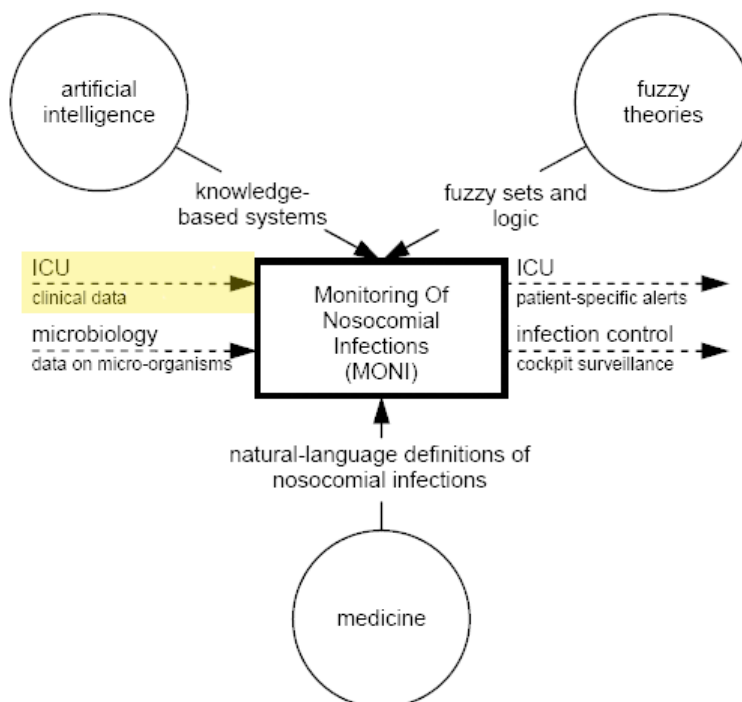 artificial
intelligence
fuzzy
theories
knowledge-
based systems
fuzzy sets and
logic
ICU
clinical data
microbiology
data on micro-organisms
Monitoring Of
Nosocomial
Infections
(MONI)
ICU
patient-specific alerts
infection control
cockpit surveillance
natural-language definitions of
nosocomial infections
medicine